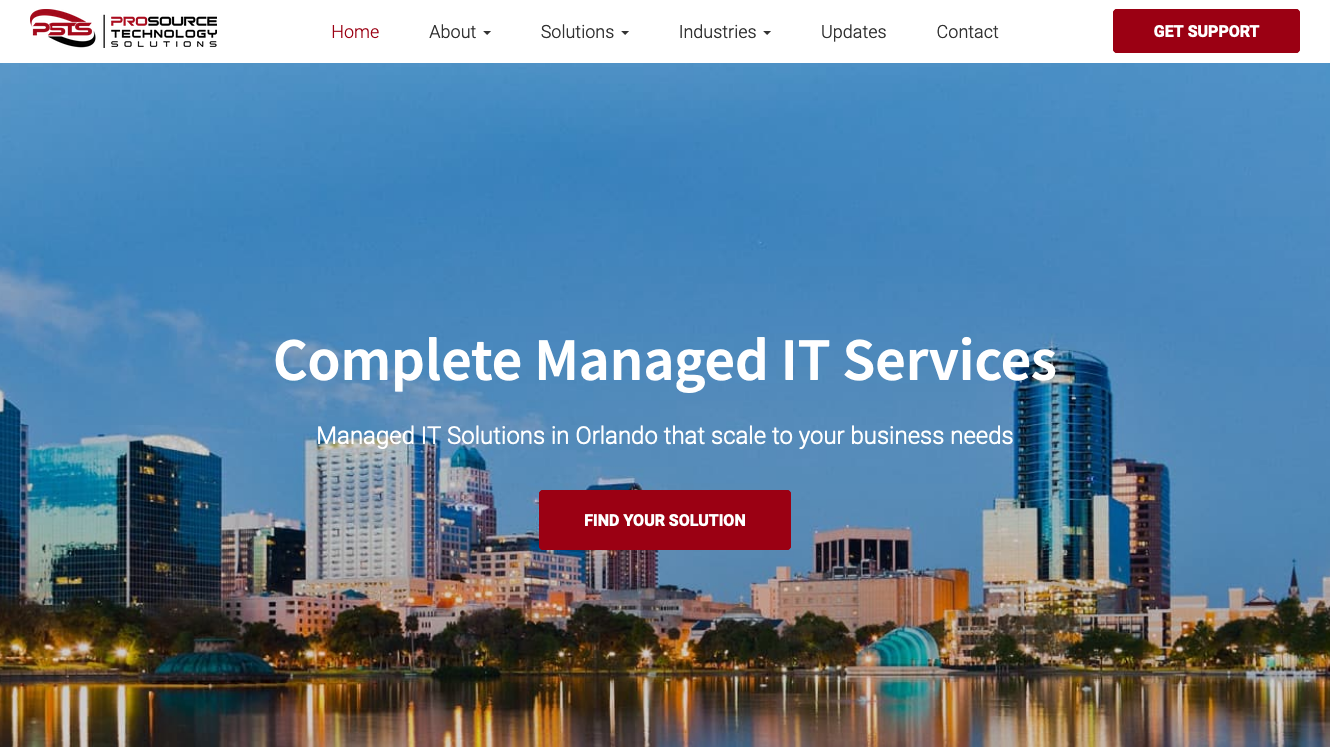 PSTS
PROSOURCE
TECHNOLOGY
SOLUTIONS
Home
About
Solutions
Industries
Updates
Contact
GET SUPPORT
Complete Managed IT Services
Managed IT Solutions in Orlando that scale to your business needs
FIND YOUR SOLUTION